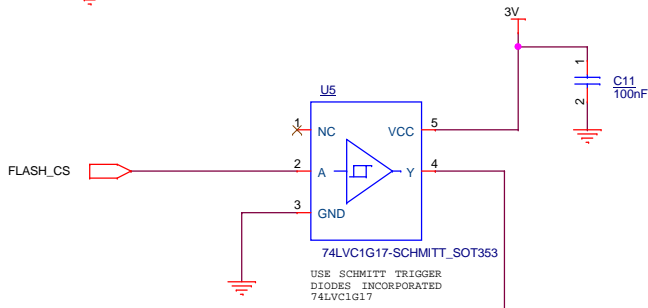 3V
U5
1
C11
100nF
2
1
NC
VCC
5
FLASH_CS
2
A
Y
4
3
GND
74LVC1G17-SCHMITT_SOT353
USE SCHMITT TRIGGER
DIODES INCORPORATED
74LVC1G17